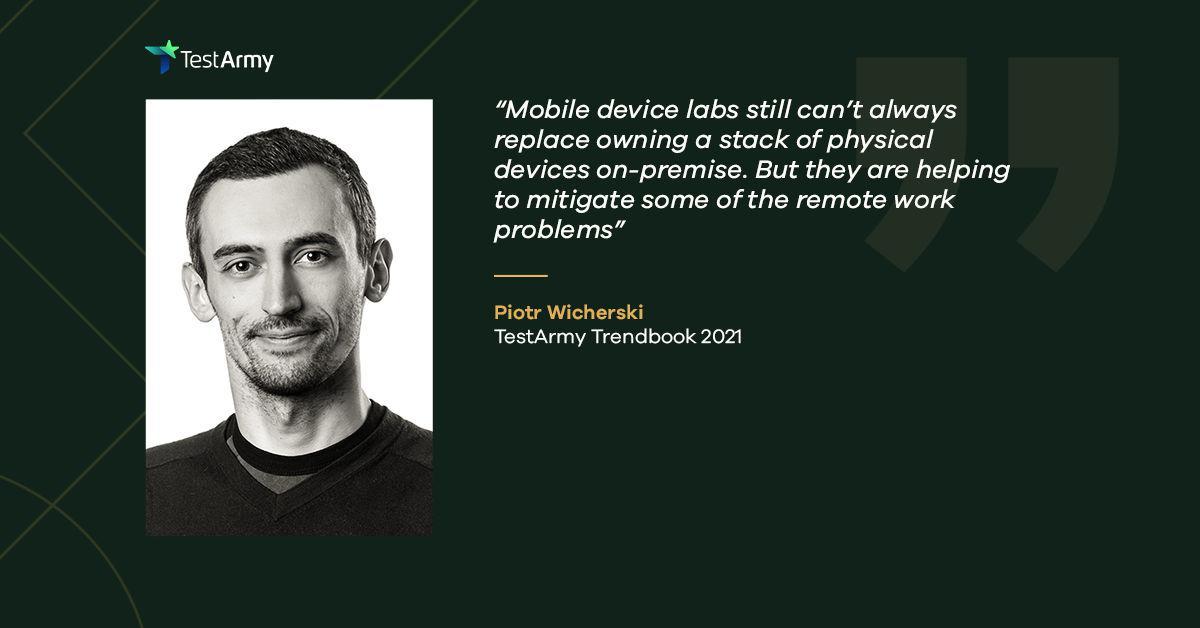 TestArmy
“Mobile device labs still can’t always
replace owning a stack of physical
devices on-premise. But they are helping
to mitigate some of the remote work
problems”
Piotr Wicherski
TestArmy Trendbook 2021